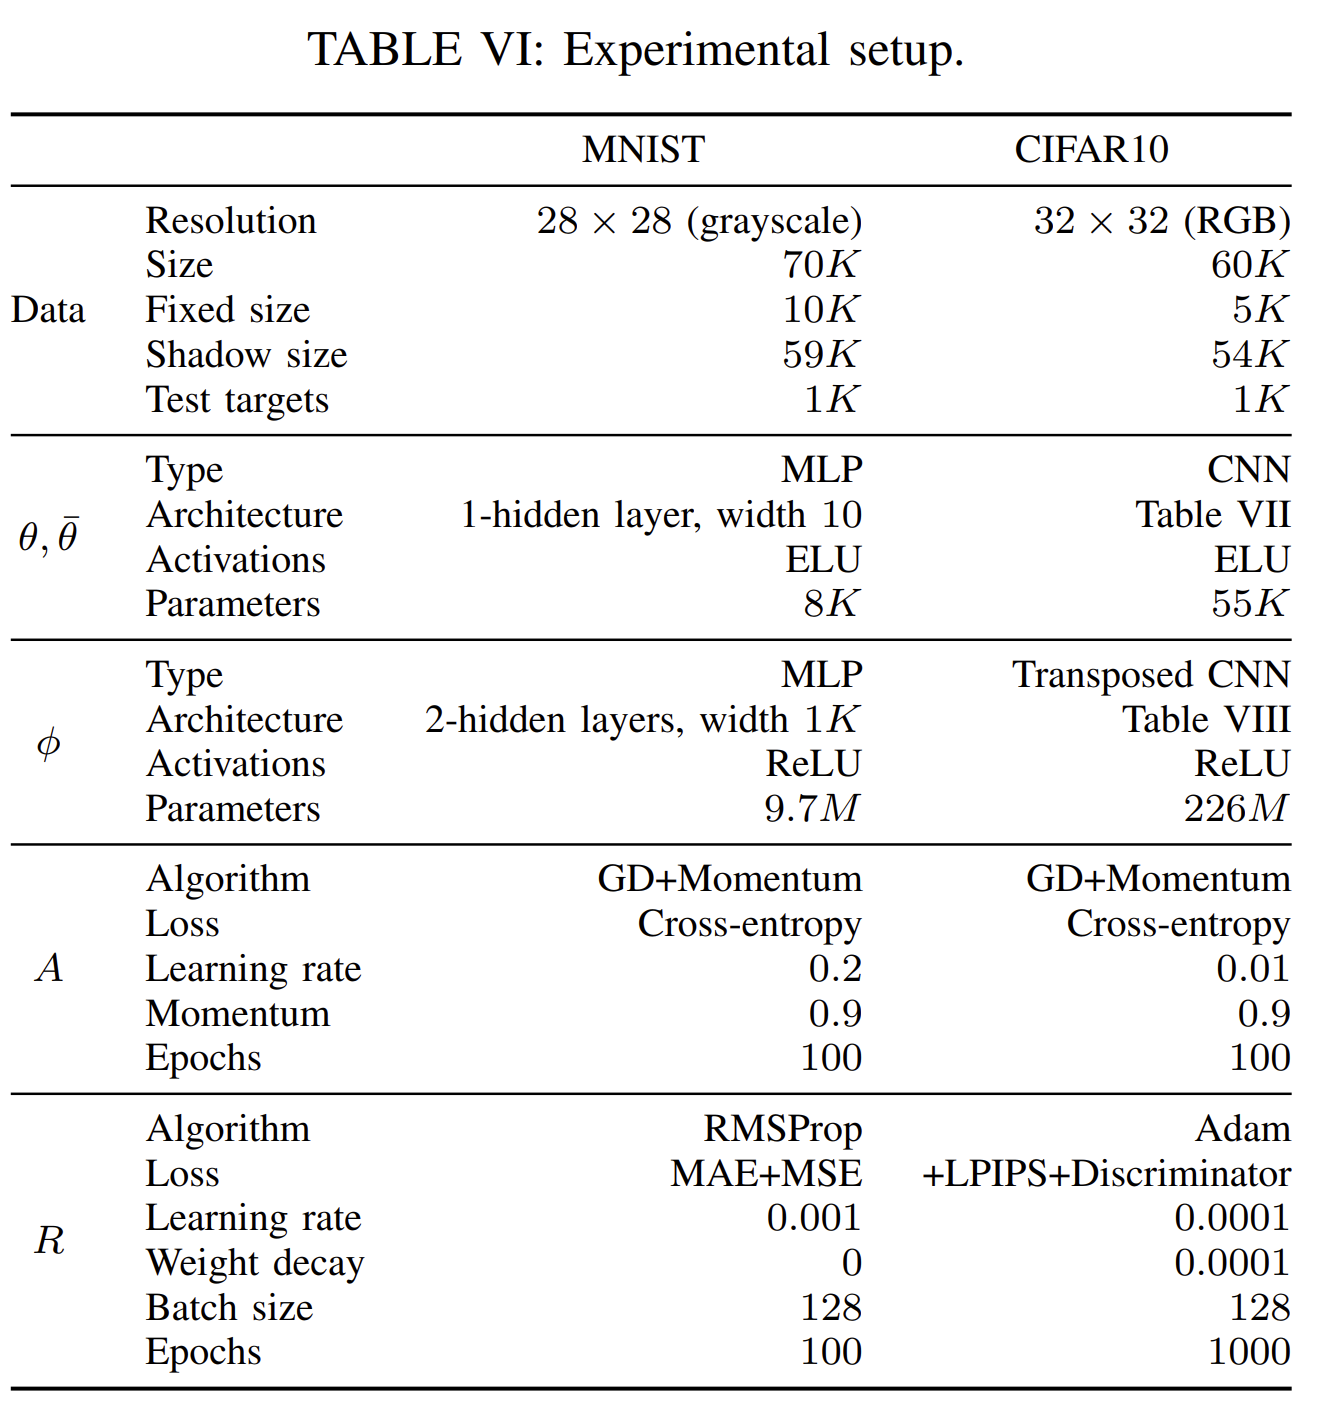 TABLE VI: Experimental setup.
MNIST CIFAR10
Data
Resolution 28 × 28 (grayscale) 32 × 32 (RGB)
Size 70K 60K
Fixed size 10K 5K
Shadow size 59K 54K
Test targets 1K 1K
θ, θ̄
Type MLP CNN
Architecture 1-hidden layer, width 10 Table VII
Activations ELU ELU
Parameters 8K 55K
ϕ
Type MLP Transposed CNN
Architecture 2-hidden layers, width 1K Table VIII
Activations ReLU ReLU
Parameters 9.7M 226M
A
Algorithm GD+Momentum GD+Momentum
Loss Cross-entropy Cross-entropy
Learning rate 0.2 0.01
Momentum 0.9 0.9
Epochs 100 100
R
Algorithm RMSProp Adam
Loss MAE+MSE +LPIPS+Discriminator
Learning rate 0.001 0.0001
Weight decay 0 0.0001
Batch size 128 128
Epochs 100 1000